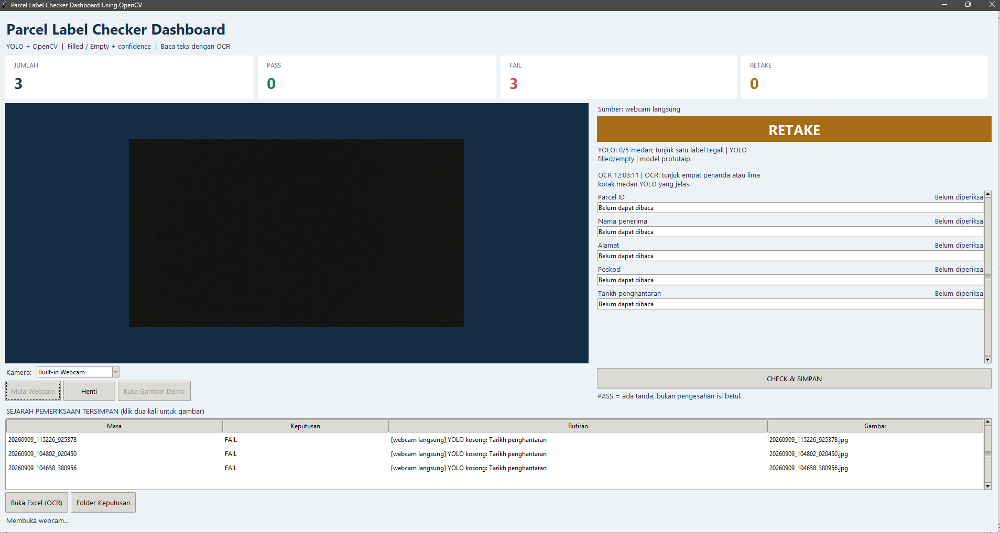 Parcel Label Checker Dashboard Using OpenCV
Parcel Label Checker Dashboard
YOLO + OpenCV | Filled / Empty + confidence | Baca teks dengan OCR
JUMLAH
3
PASS
0
FAIL
3
RETAKE
0
Sumber: webcam langsung
RETAKE
YOLO: 0/5 medan; tunjuk satu label tegak | YOLO
filled/empty | model prototaip
OCR 12:03:11 | OCR: tunjuk empat penanda atau lima
kotak medan YOLO yang jelas.
Parcel ID Belum diperiksa
Belum dapat dibaca
Nama penerima Belum diperiksa
Belum dapat dibaca
Alamat Belum diperiksa
Belum dapat dibaca
Poskod Belum diperiksa
Belum dapat dibaca
Tarikh penghantaran Belum diperiksa
Belum dapat dibaca
Kamera: Built-in Webcam
Mula Webcam Henti Buka Gambar Demo
CHECK & SIMPAN
PASS = ada tanda, bukan pengesahan isi betul.
SEJARAH PEMERIKSAAN TERSIMPAN (klik dua kali untuk gambar)
Masa Keputusan Butiran Gambar
20260909_115226_925378 FAIL [webcam langsung] YOLO kosong: Tarikh penghantaran 20260909_115226_925378.jpg
20260909_104802_020450 FAIL [webcam langsung] YOLO kosong: Tarikh penghantaran 20260909_104802_020450.jpg
20260909_104658_380956 FAIL [webcam langsung] YOLO kosong: Tarikh penghantaran 20260909_104658_380956.jpg
Buka Excel (OCR) Folder Keputusan
Membuka webcam...